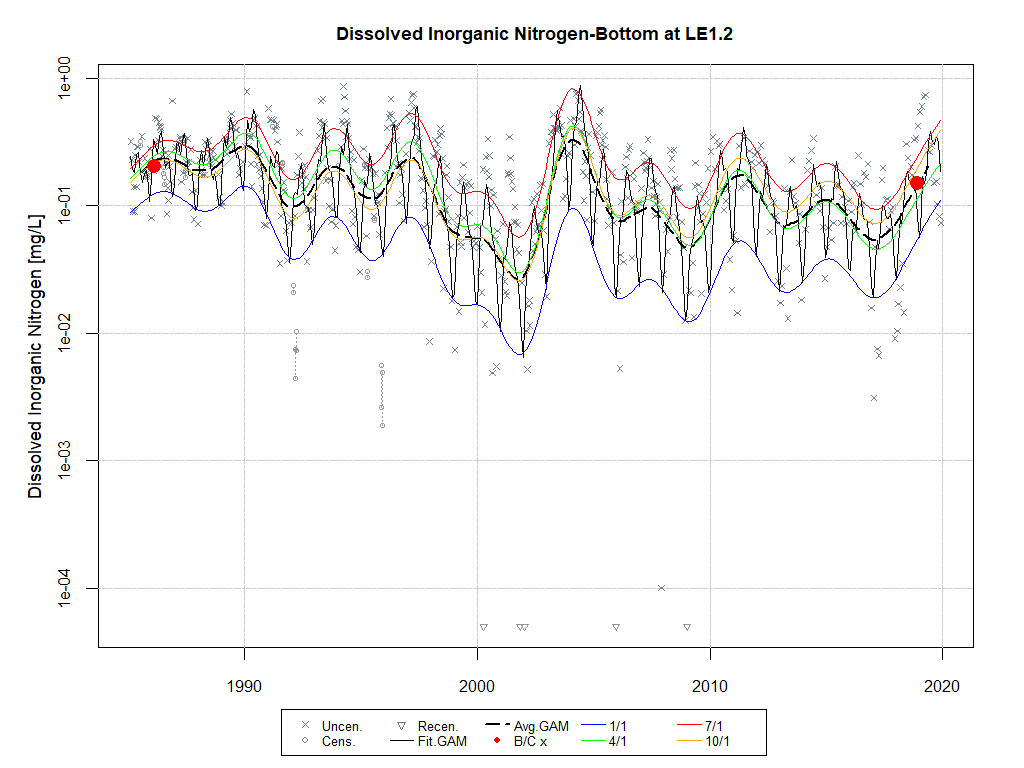 Dissolved Inorganic Nitrogen-Bottom at LE1.2
Dissolved Inorganic Nitrogen [mg/L]
1e+00
1e-01
1e-02
1e-03
1e-04
1990 2000 2010 2020
Uncen. Recen. Avg.GAM 1/1 7/1
Cens. Fit.GAM B/C x 4/1 10/1